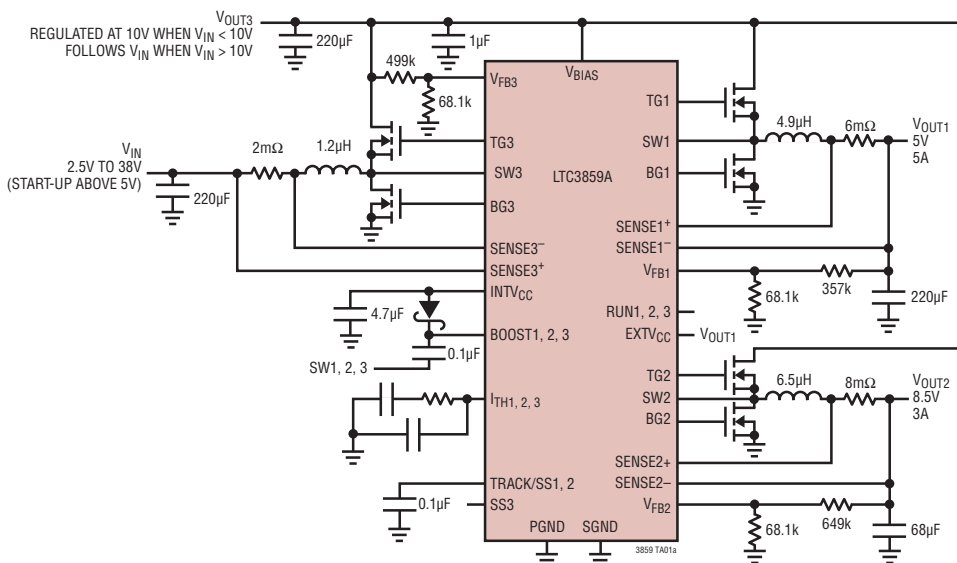 VOUT3
REGULATED AT 10V WHEN VIN < 10V
FOLLOWS VIN WHEN VIN > 10V
220µF
1µF
499k
68.1k
VFB3
VBIAS
TG1
4.9µH
6mΩ
VOUT1
5V
5A
VIN
2.5V TO 38V
(START-UP ABOVE 5V)
220µF
2mΩ
1.2µH
TG3
SW3
BG3
LTC3859A
SW1
BG1
SENSE3–
SENSE3+
SENSE1+
SENSE1–
VFB1
68.1k
357k
220µF
INTVCC
4.7µF
BOOST1, 2, 3
0.1µF
SW1, 2, 3
RUN1, 2, 3
EXTVCC
VOUT1
TG2
SW2
BG2
6.5µH
8mΩ
VOUT2
8.5V
3A
ITH1, 2, 3
SENSE2+
SENSE2–
VFB2
68.1k
649k
68µF
TRACK/SS1, 2
0.1µF
SS3
PGND
SGND
3859 TA01a